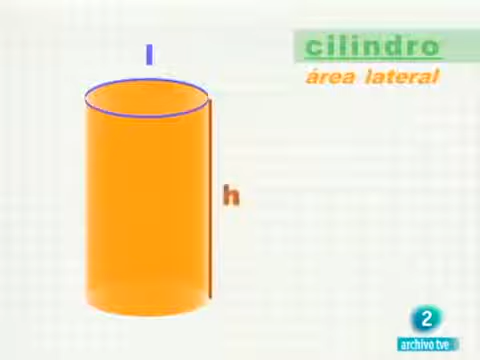 l
cilindro
área lateral
h
2
archivo tve